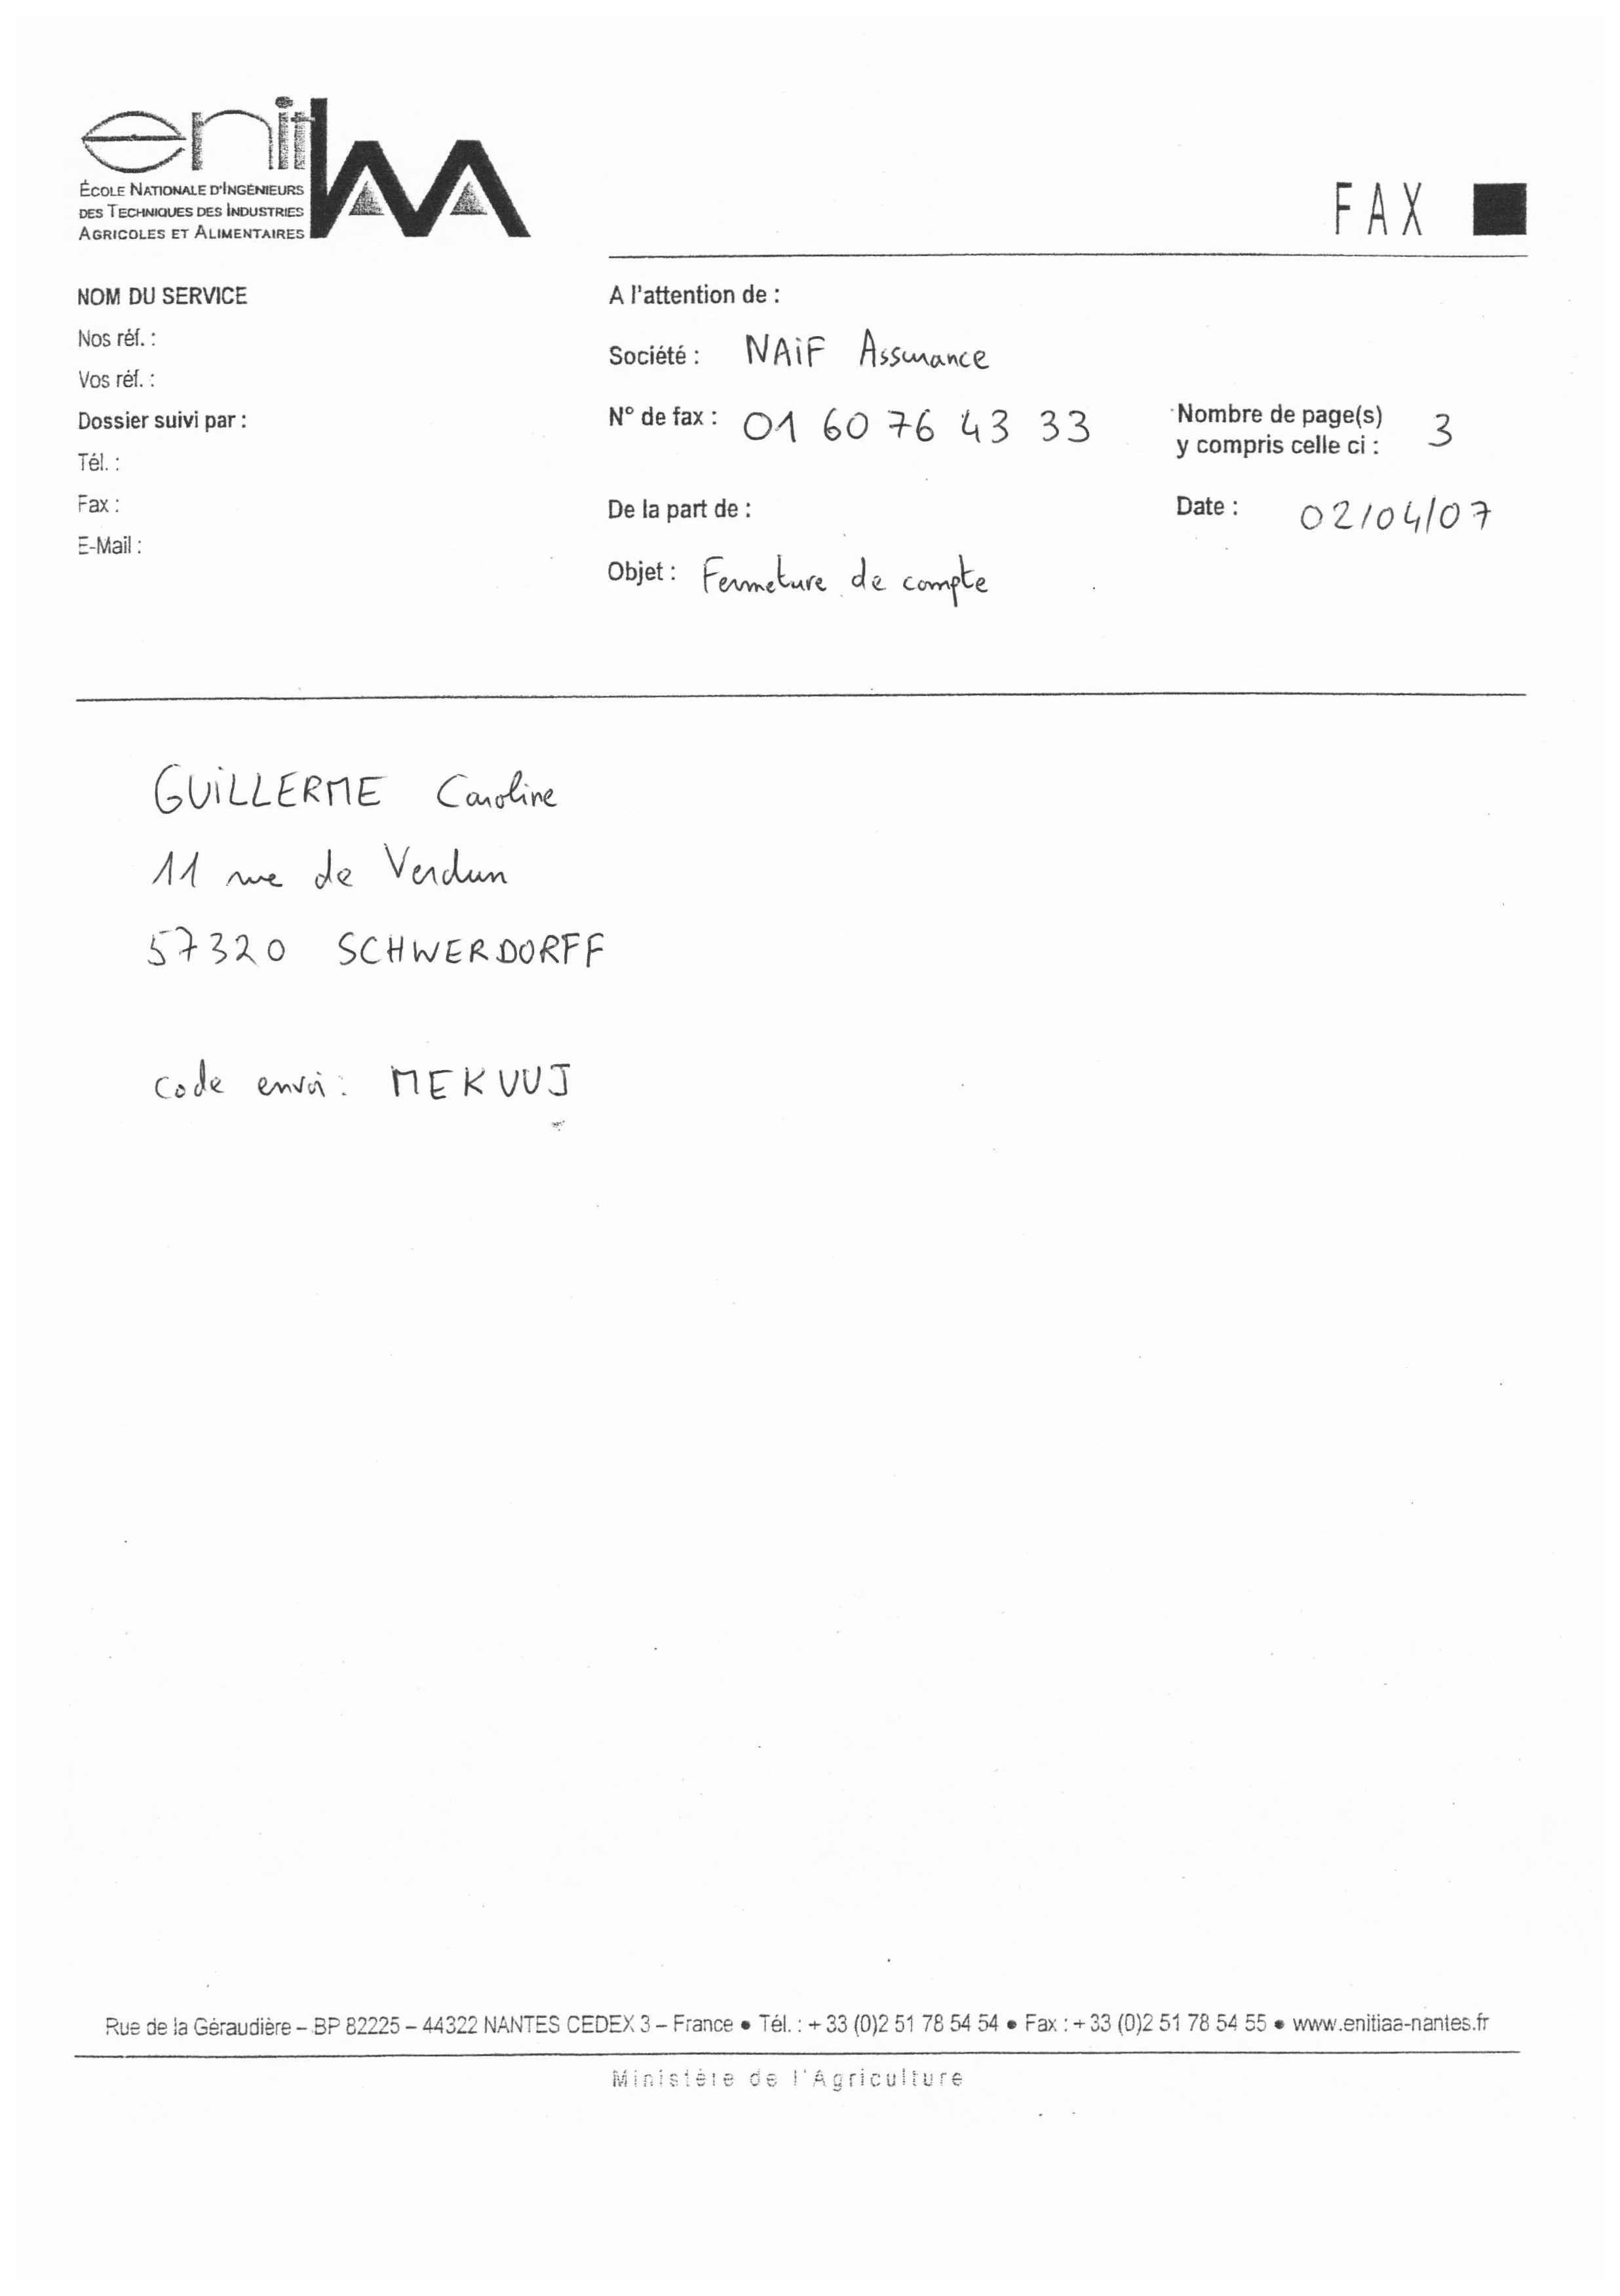 enitIAA
ÉCOLE NATIONALE D'INGÉNIEURS
DES TECHNIQUES DES INDUSTRIES
AGRICOLES ET ALIMENTAIRES
FAX
NOM DU SERVICE
Nos réf. :
Vos réf. :
Dossier suivi par :
Tél. :
Fax :
E-Mail :
A l'attention de :
Société : NAiF Assurance
N° de fax : 01 60 76 43 33
Nombre de page(s)
y compris celle ci : 3
De la part de :
Date : 02/04/07
Objet : Fermeture de compte
GUiLLERME Caroline
11 rue de Verdun
57320 SCHWERDORFF
code envoi : MEKVUJ
Rue de la Géraudière – BP 82225 – 44322 NANTES CEDEX 3 – France • Tél. : + 33 (0)2 51 78 54 54 • Fax : + 33 (0)2 51 78 54 55 • www.enitiaa-nantes.fr
Ministère de l'Agriculture